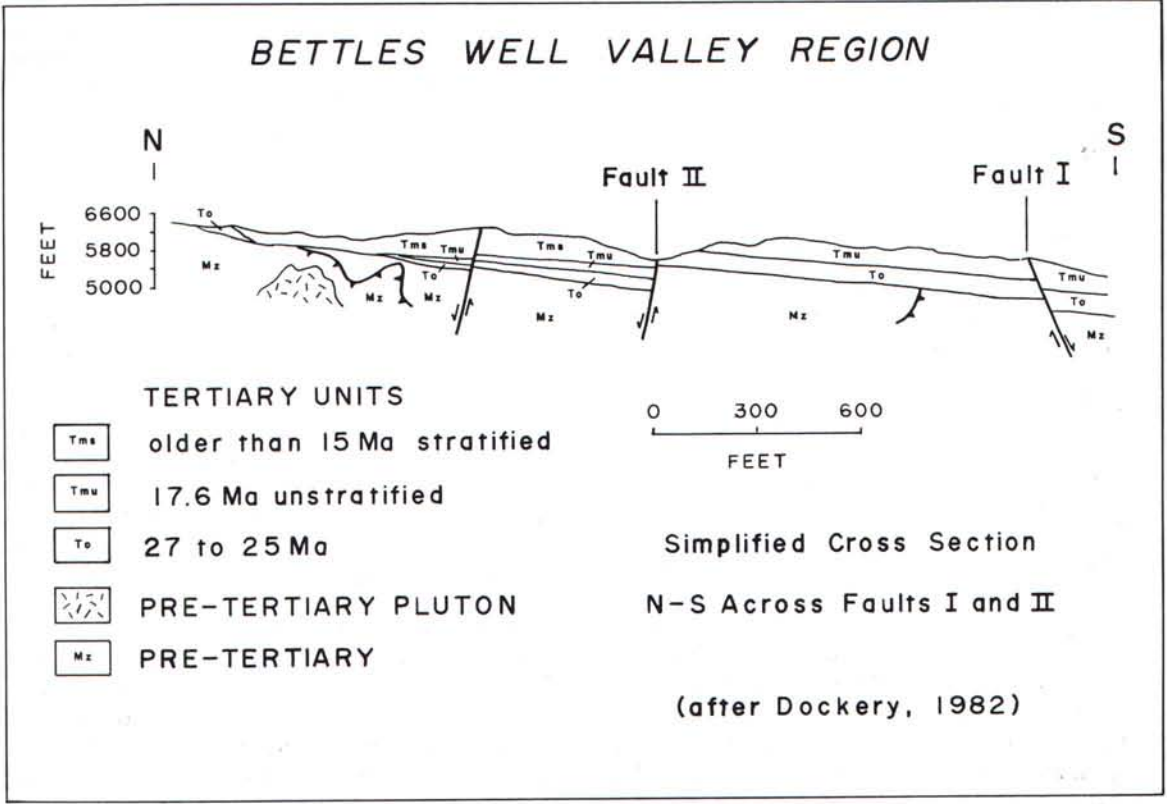 BETTLES WELL VALLEY REGION
N
S
Fault II
Fault I
FEET
6600
5800
5000
To
Mz
Tms
Tmu
To
Mz
Mz
Tms
Tmu
To
Mz
Tmu
To
Mz
Tmu
To
Mz
TERTIARY UNITS
Tms older than 15 Ma stratified
Tmu 17.6 Ma unstratified
To 27 to 25 Ma
PRE-TERTIARY PLUTON
Mz PRE-TERTIARY
0 300 600
FEET
Simplified Cross Section
N-S Across Faults I and II
(after Dockery, 1982)